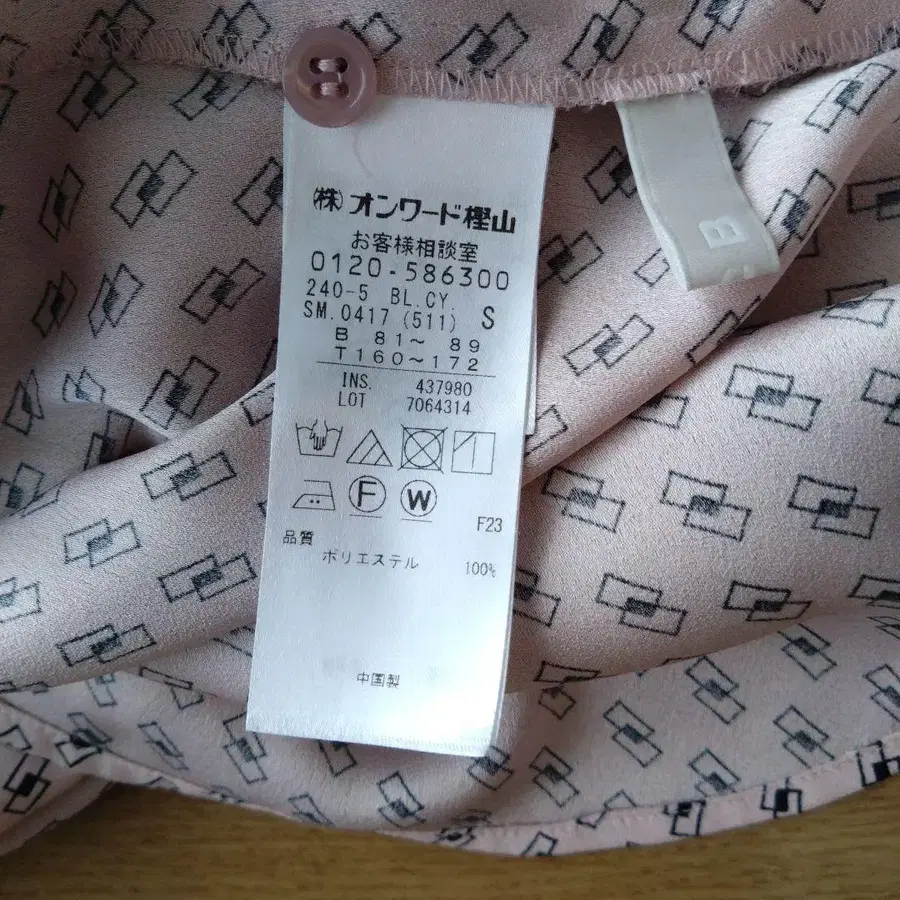 (株)オンワード樫山
お客様相談室
0120-586300
240-5 BL.CY.
SM.0417 (511) S
B 81〜 89
T160〜172
INS. 437980
LOT 7064314
F
W
F23
品質
ポリエステル 100%
中国製
B